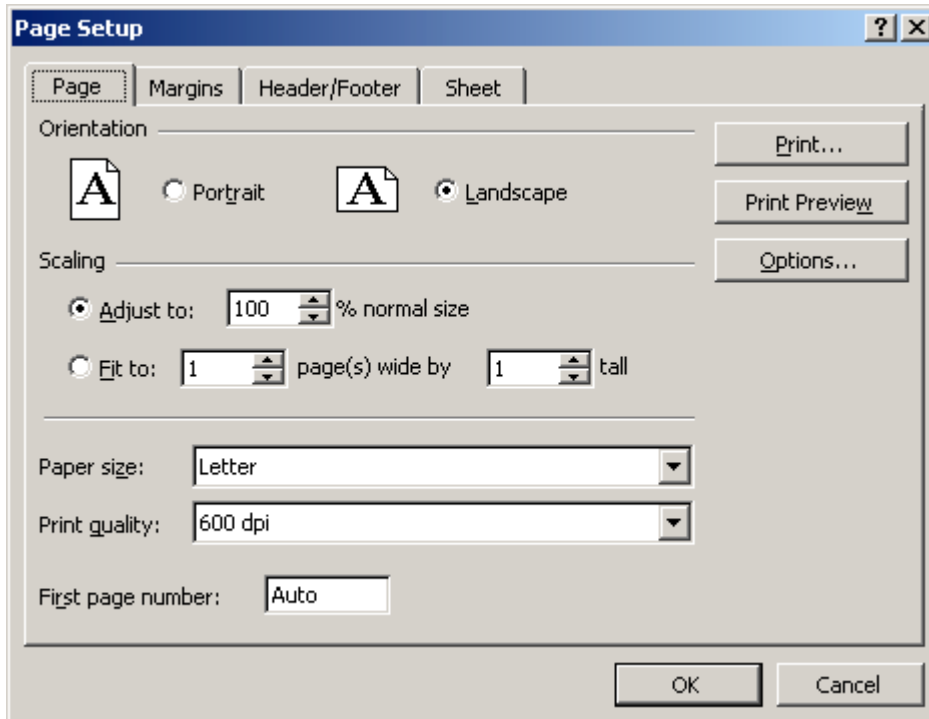 Page Setup
Page Margins Header/Footer Sheet
Orientation
A Portrait A Landscape
Print...
Print Preview
Options...
Scaling
Adjust to: 100 % normal size
Fit to: 1 page(s) wide by 1 tall
Paper size: Letter
Print quality: 600 dpi
First page number: Auto
OK Cancel